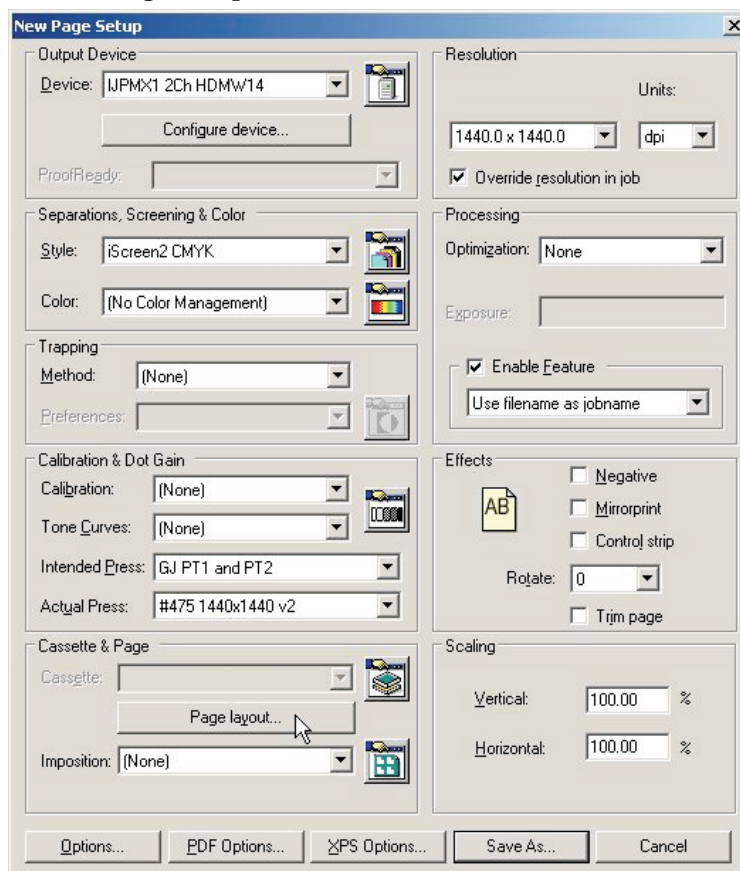 New Page Setup
Output Device
Device: IJPMX1 2Ch HDMW14
Configure device...
ProofReady:
Separations, Screening & Color
Style: iScreen2 CMYK
Color: (No Color Management)
Trapping
Method: (None)
Preferences:
Calibration & Dot Gain
Calibration: (None)
Tone Curves: (None)
Intended Press: GJ PT1 and PT2
Actual Press: #475 1440x1440 v2
Cassette & Page
Cassette:
Page layout...
Imposition: (None)
Resolution
Units:
1440.0 x 1440.0 dpi
Override resolution in job
Processing
Optimization: None
Exposure:
Enable Feature
Use filename as jobname
Effects
AB
Negative
Mirrorprint
Control strip
Rotate: 0
Trim page
Scaling
Vertical: 100.00 %
Horizontal: 100.00 %
Options... PDF Options... XPS Options... Save As... Cancel